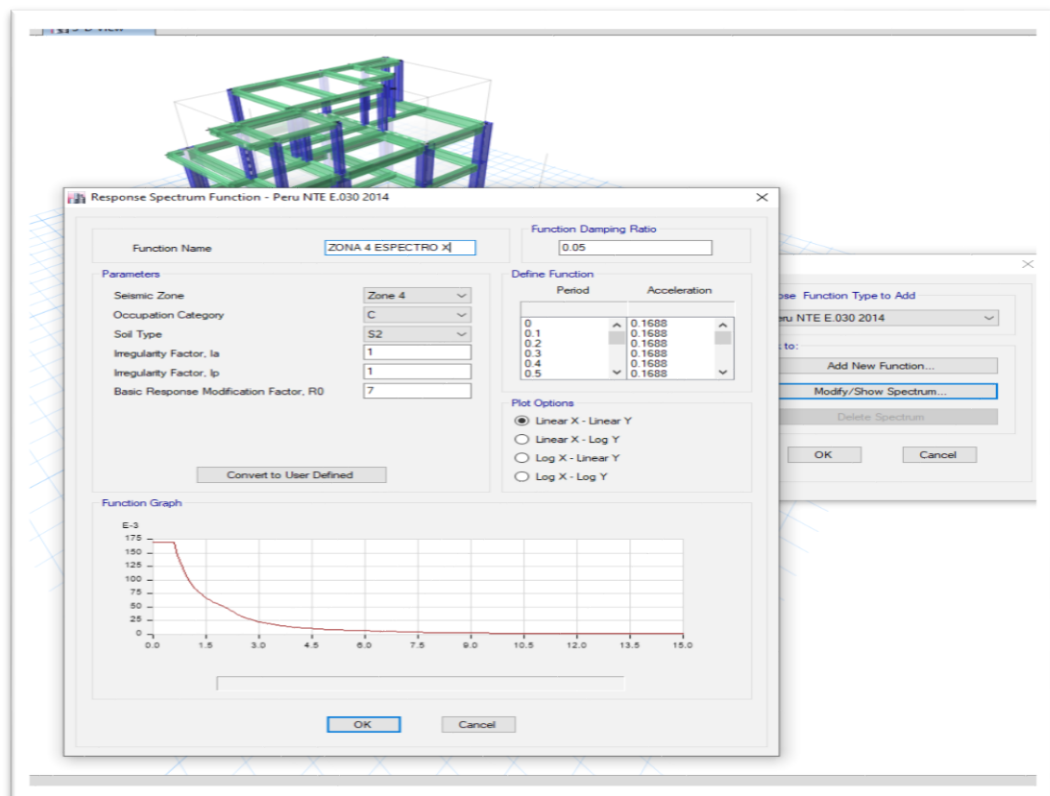 3-D View
Response Spectrum Function - Peru NTE E.030 2014
Function Name
ZONA 4 ESPECTRO X
Function Damping Ratio
0.05
Parameters
Seismic Zone
Zone 4
Occupation Category
C
Soil Type
S2
Irregularity Factor, Ia
1
Irregularity Factor, Ip
1
Basic Response Modification Factor, R0
7
Convert to User Defined
Define Function
Period Acceleration
0 0.1688
0.1 0.1688
0.2 0.1688
0.3 0.1688
0.4 0.1688
0.5 0.1688
Plot Options
Linear X - Linear Y
Linear X - Log Y
Log X - Linear Y
Log X - Log Y
Function Graph
E-3
175
150
125
100
75
50
25
0
0.0 1.5 3.0 4.5 6.0 7.5 9.0 10.5 12.0 13.5 15.0
OK Cancel
Function Type to Add
NTE E.030 2014
to:
Add New Function...
Modify/Show Spectrum...
Delete Spectrum
OK Cancel